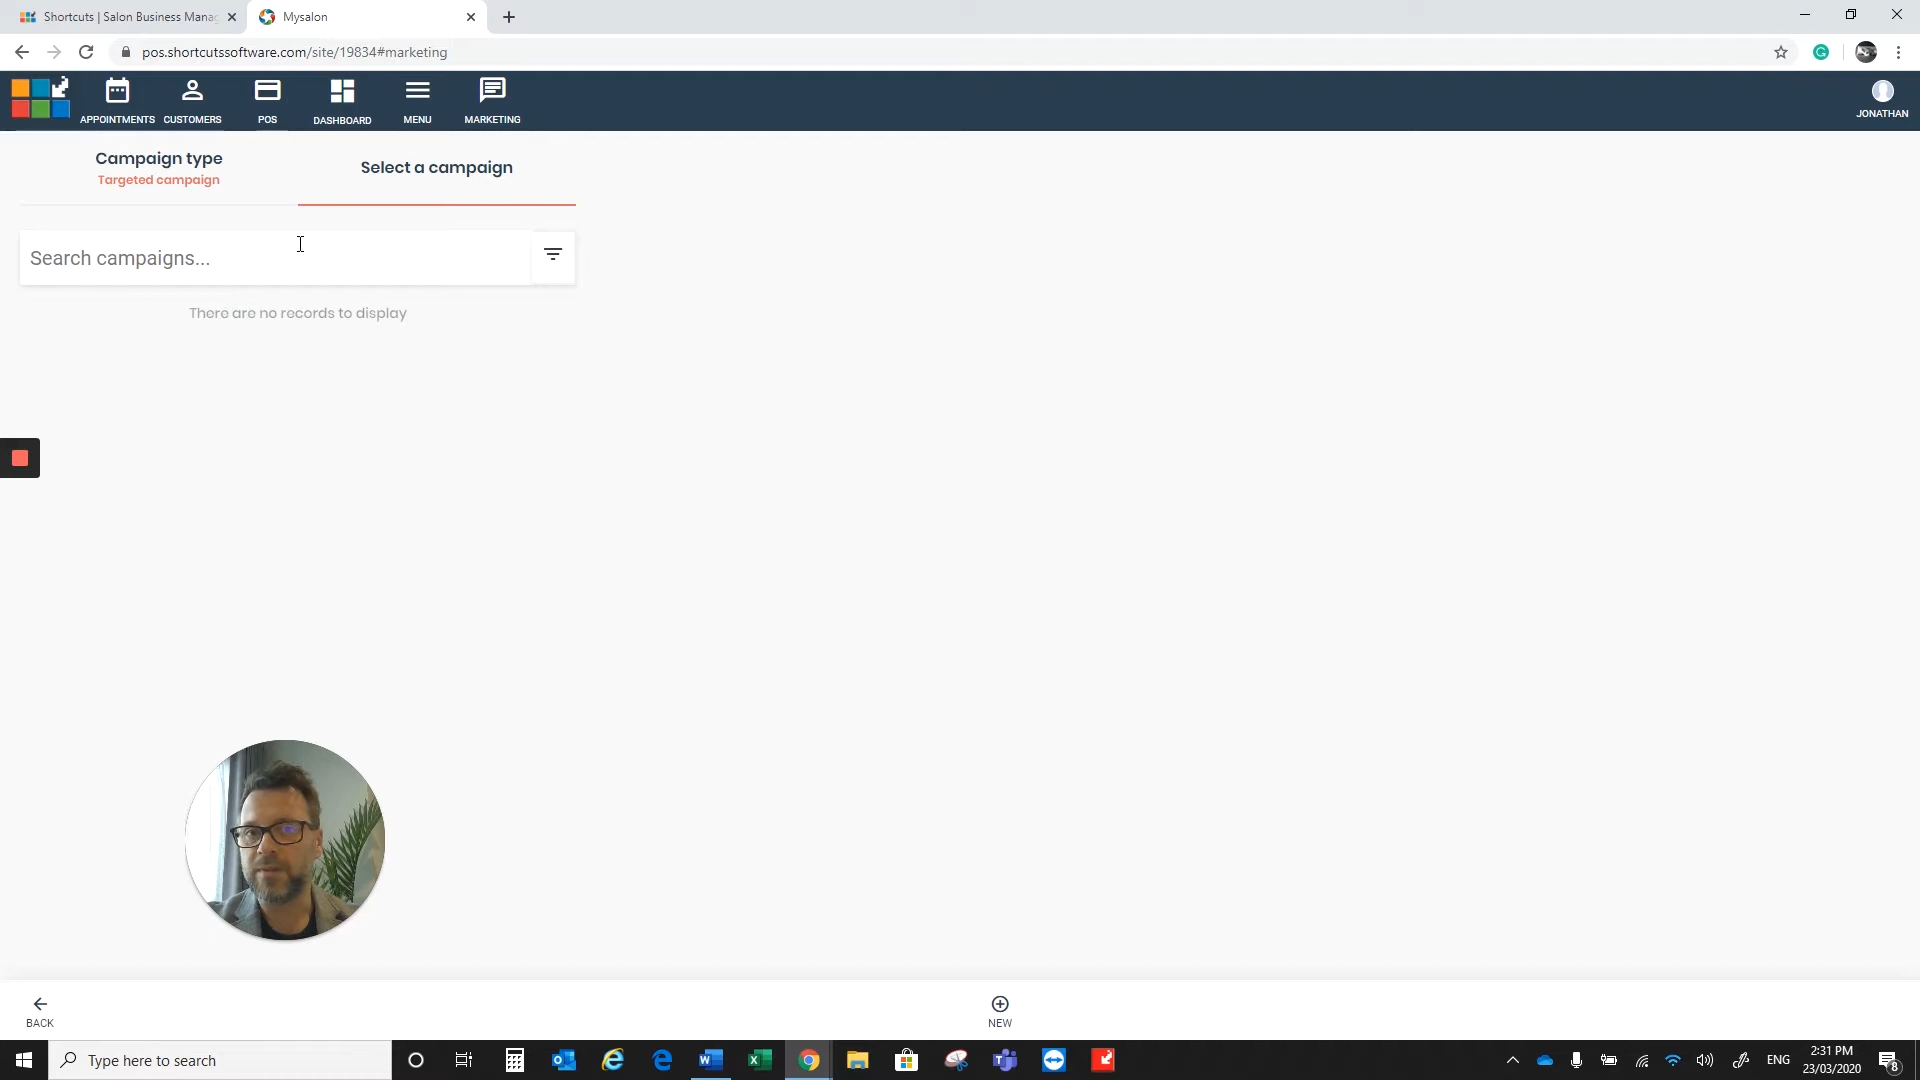 Shortcuts | Salon Business Mana
Mysalon
pos.shortcutssoftware.com/site/19834#marketing
APPOINTMENTS
CUSTOMERS
POS
DASHBOARD
MENU
MARKETING
JONATHAN
Campaign type
Targeted campaign
Select a campaign
Search campaigns...
There are no records to display
BACK
NEW
Type here to search
ENG
2:31 PM
23/03/2020
8